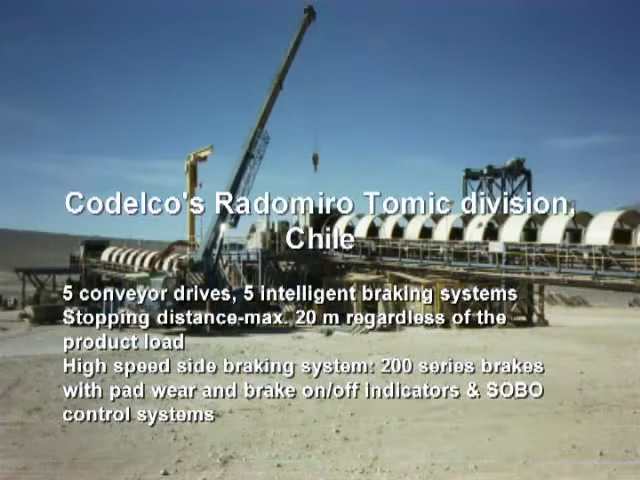 Codelco's Radomiro Tomic division,
Chile
5 conveyor drives, 5 intelligent braking systems
Stopping distance-max. 20 m regardless of the
product load
High speed side braking system: 200 series brakes
with pad wear and brake on/off indicators & SOBO
control systems